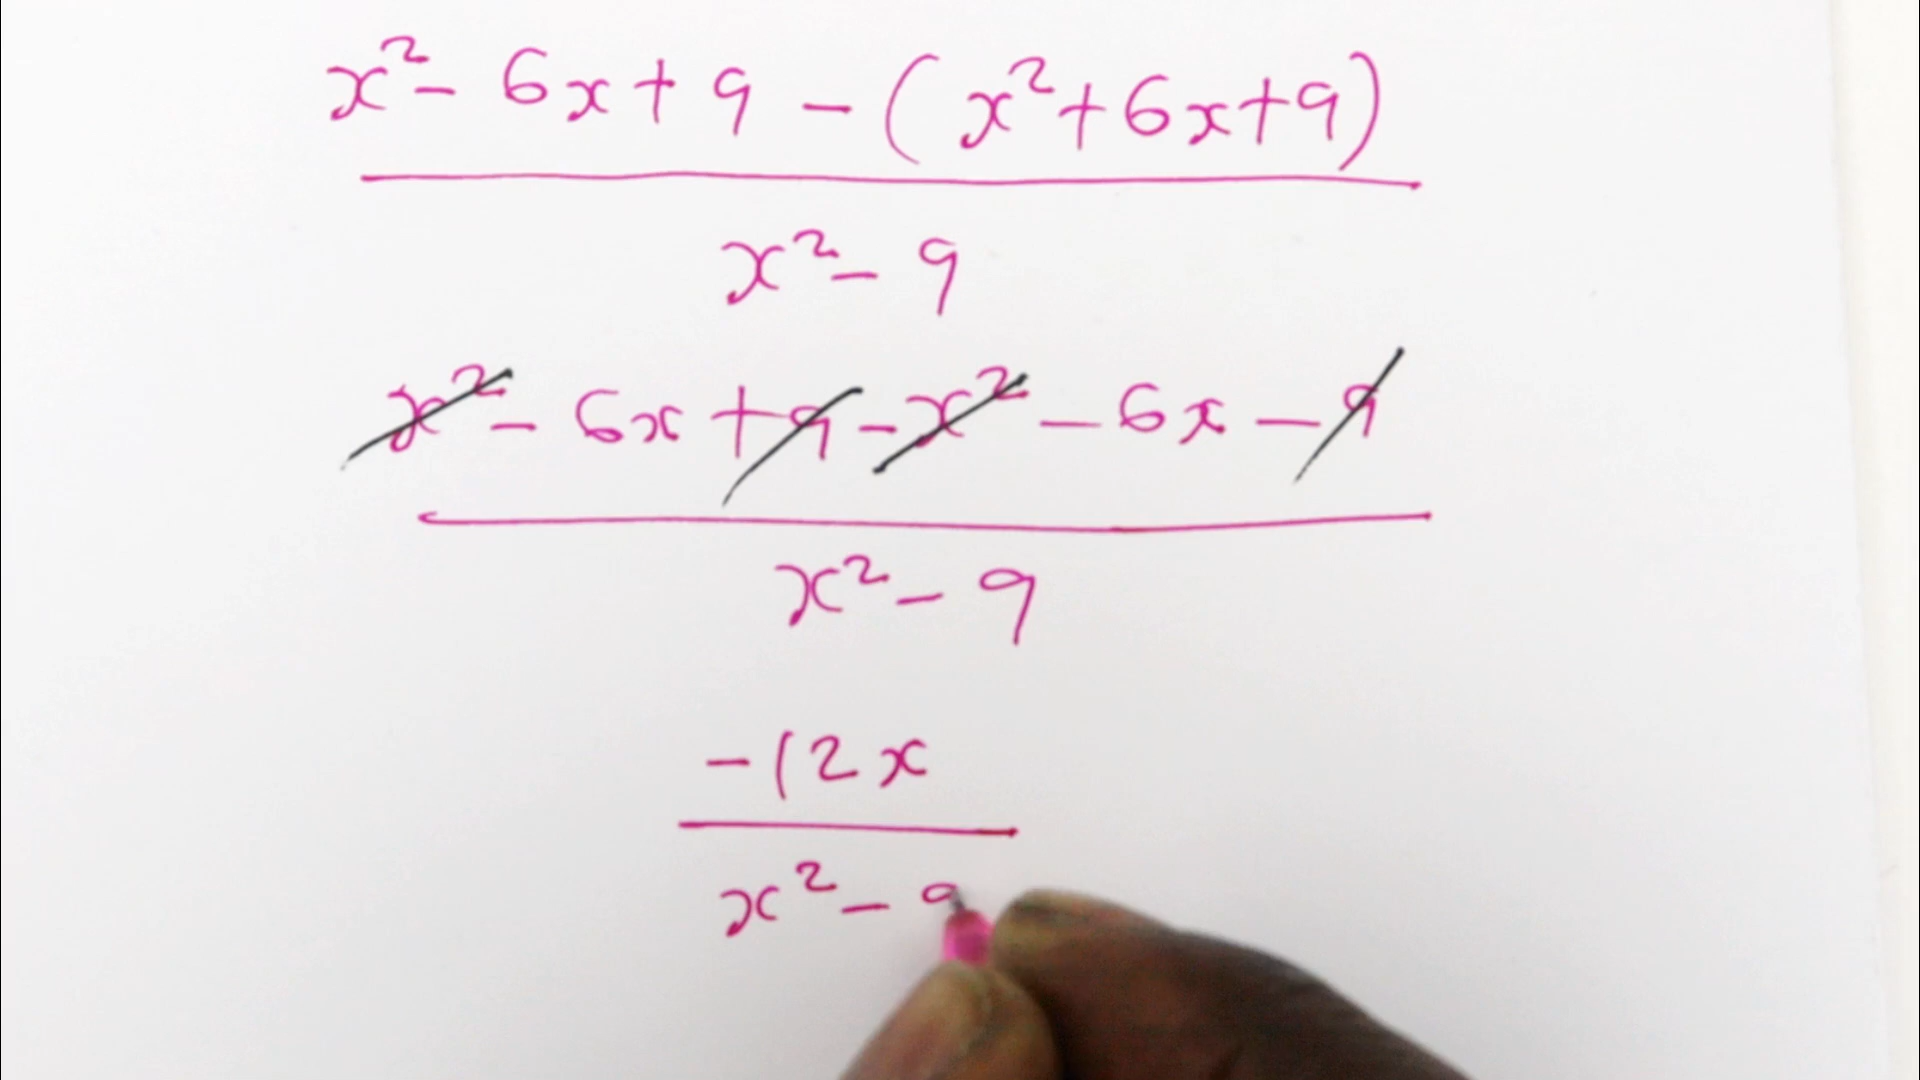 x² - 6x + 9 - (x² + 6x + 9)
x² - 9
x² - 6x + 9 - x² - 6x - 9
x² - 9
-12x
x² - 9